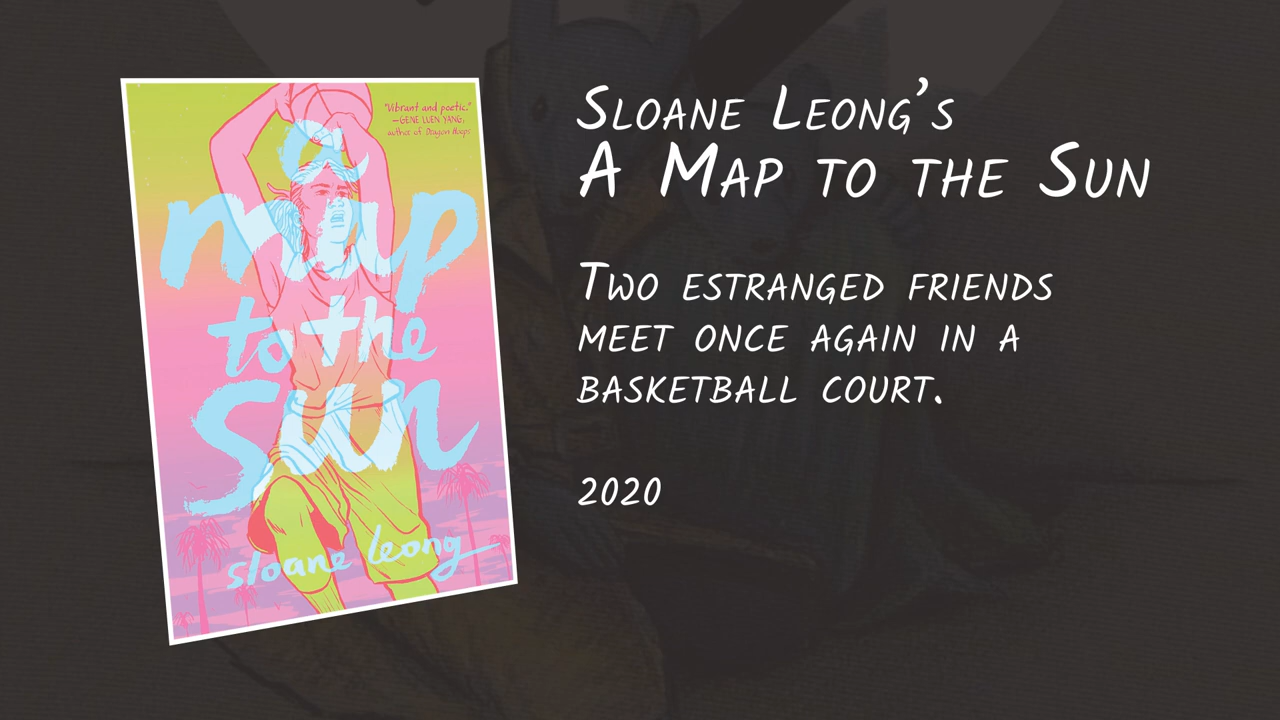 "Vibrant and poetic."
—GENE LUEN YANG,
author of Dragon Hoops
a
map
to the
Sun
sloane leong
Sloane Leong's
A Map to the Sun
Two estranged friends
meet once again in a
basketball court.
2020